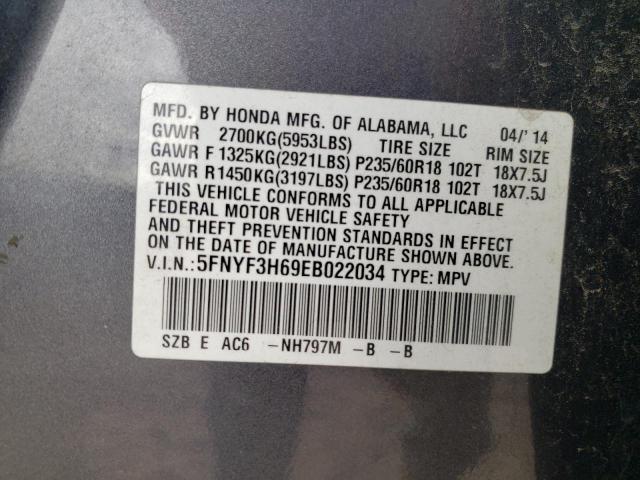 MFD. BY HONDA MFG. OF ALABAMA, LLC 04/' 14
GVWR 2700KG(5953LBS) TIRE SIZE RIM SIZE
GAWR F 1325KG(2921LBS) P235/60R18 102T 18X7.5J
GAWR R1450KG(3197LBS) P235/60R18 102T 18X7.5J
THIS VEHICLE CONFORMS TO ALL APPLICABLE
FEDERAL MOTOR VEHICLE SAFETY
AND THEFT PREVENTION STANDARDS IN EFFECT
ON THE DATE OF MANUFACTURE SHOWN ABOVE.
V.I.N.:5FNYF3H69EB022034 TYPE: MPV
SZB E AC6 -NH797M -B -B